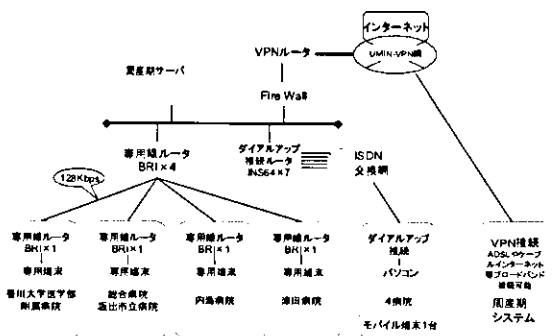 インターネット
VPNルータ
UMIN-VPN網
周産期サーバ
Fire Wall
専用線ルータ
BRI×4
ダイアルアップ
接続ルータ
INS64×7
ISDN
交換網
128Kbps
専用線ルータ
BRI×1
専用端末
香川大学医学部
附属病院
専用線ルータ
BRI×1
専用端末
総合病院
坂出市立病院
専用線ルータ
BRI×1
専用端末
内海病院
専用線ルータ
BRI×1
専用端末
津田病院
ダイアルアップ
接続
パソコン
4病院
モバイル端末1台
VPN接続
ADSLやケーブ
ルインターネット
等ブロードバンド
接続可能
周産期
システム